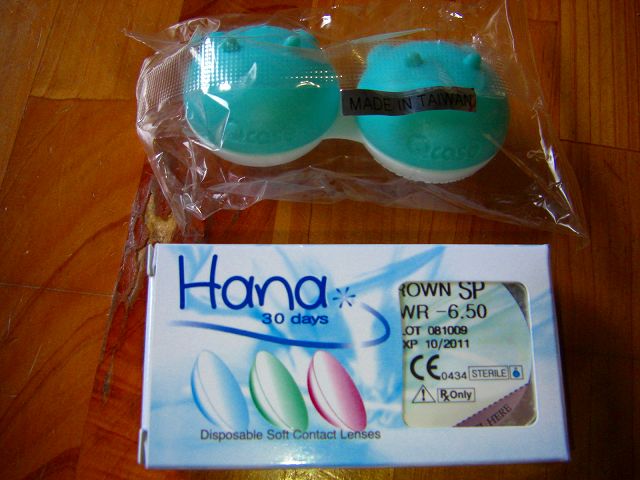 MADE IN TAIWAN
Hana
30 days
Disposable Soft Contact Lenses
ROWN SP
WR -6.50
LOT 081009
XP 10/2011
CE 0434 STERILE
Rx Only
HERE